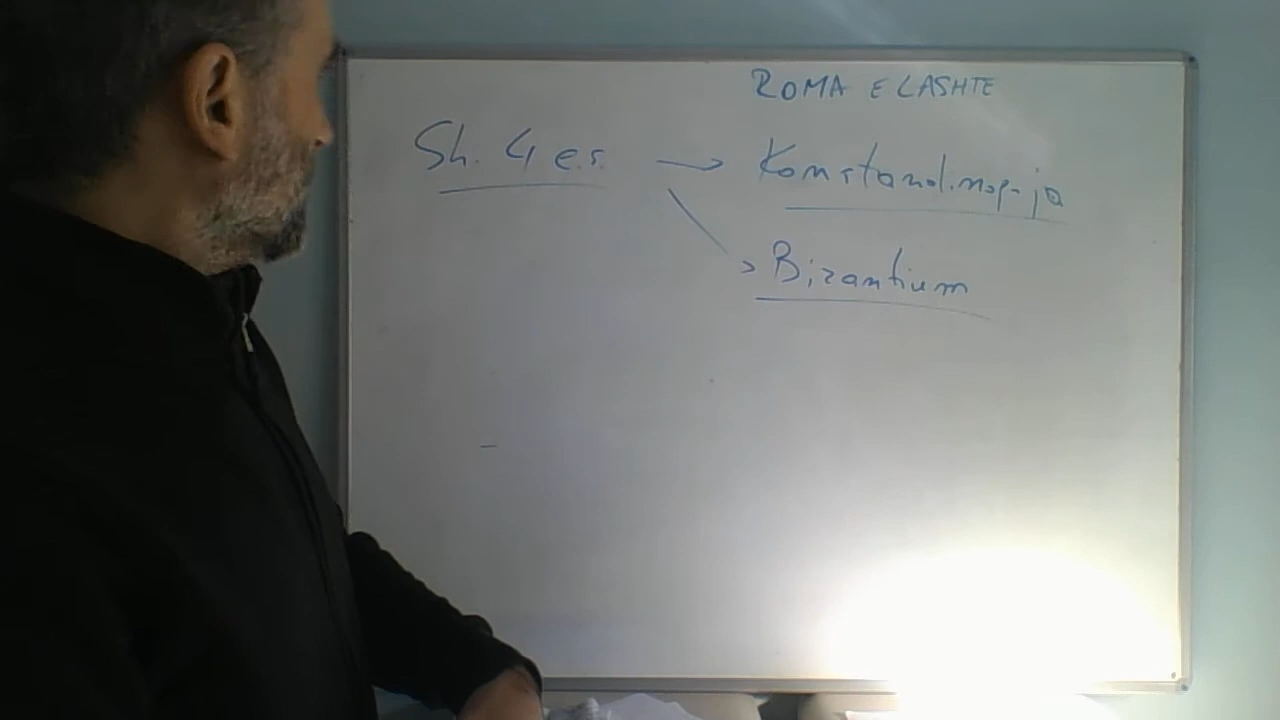 ROMA E LASHTE
Sh. 4 e.s. → Konstandinopoja
> Bizantium